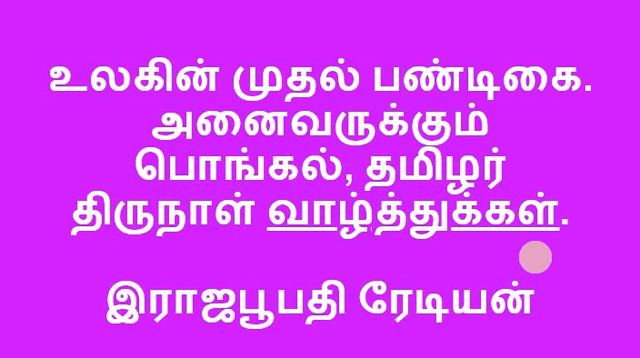 உலகின் முதல் பண்டிகை.
அனைவருக்கும்
பொங்கல், தமிழர்
திருநாள் வாழ்த்துக்கள்.
இராஜபூபதி ரேடியன்